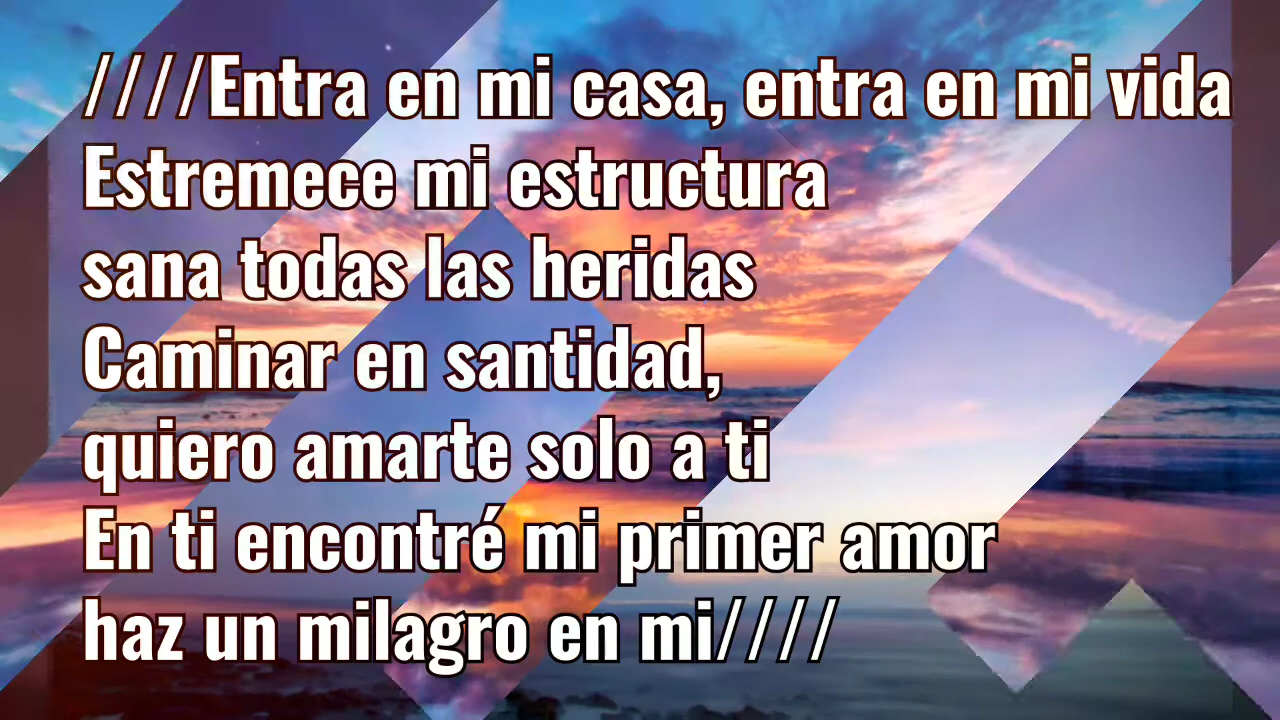 ////Entra en mi casa, entra en mi vida
Estremece mi estructura
sana todas las heridas
Caminar en santidad,
quiero amarte solo a ti
En ti encontré mi primer amor
haz un milagro en mi////